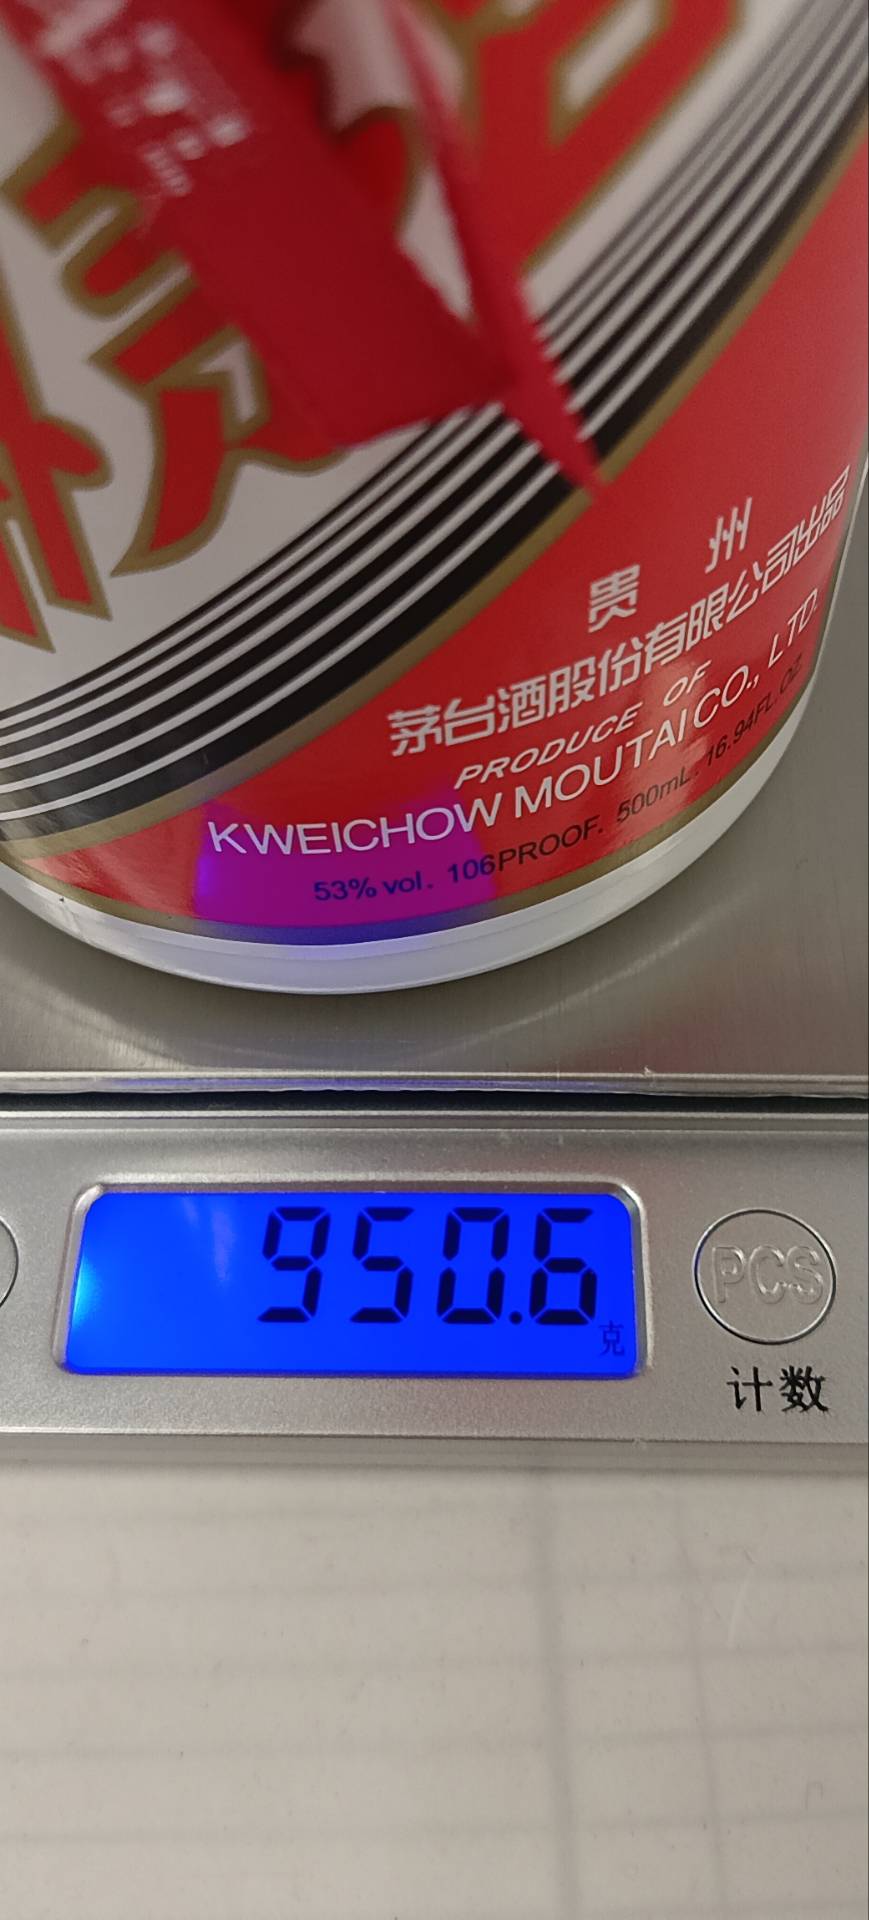 贵州
茅台酒股份有限公司出品
PRODUCE OF
KWEICHOW MOUTAI CO., LTD.
53% vol. 106PROOF. 500mL. 16.94FL.OZ
950.6
克
PCS
计数